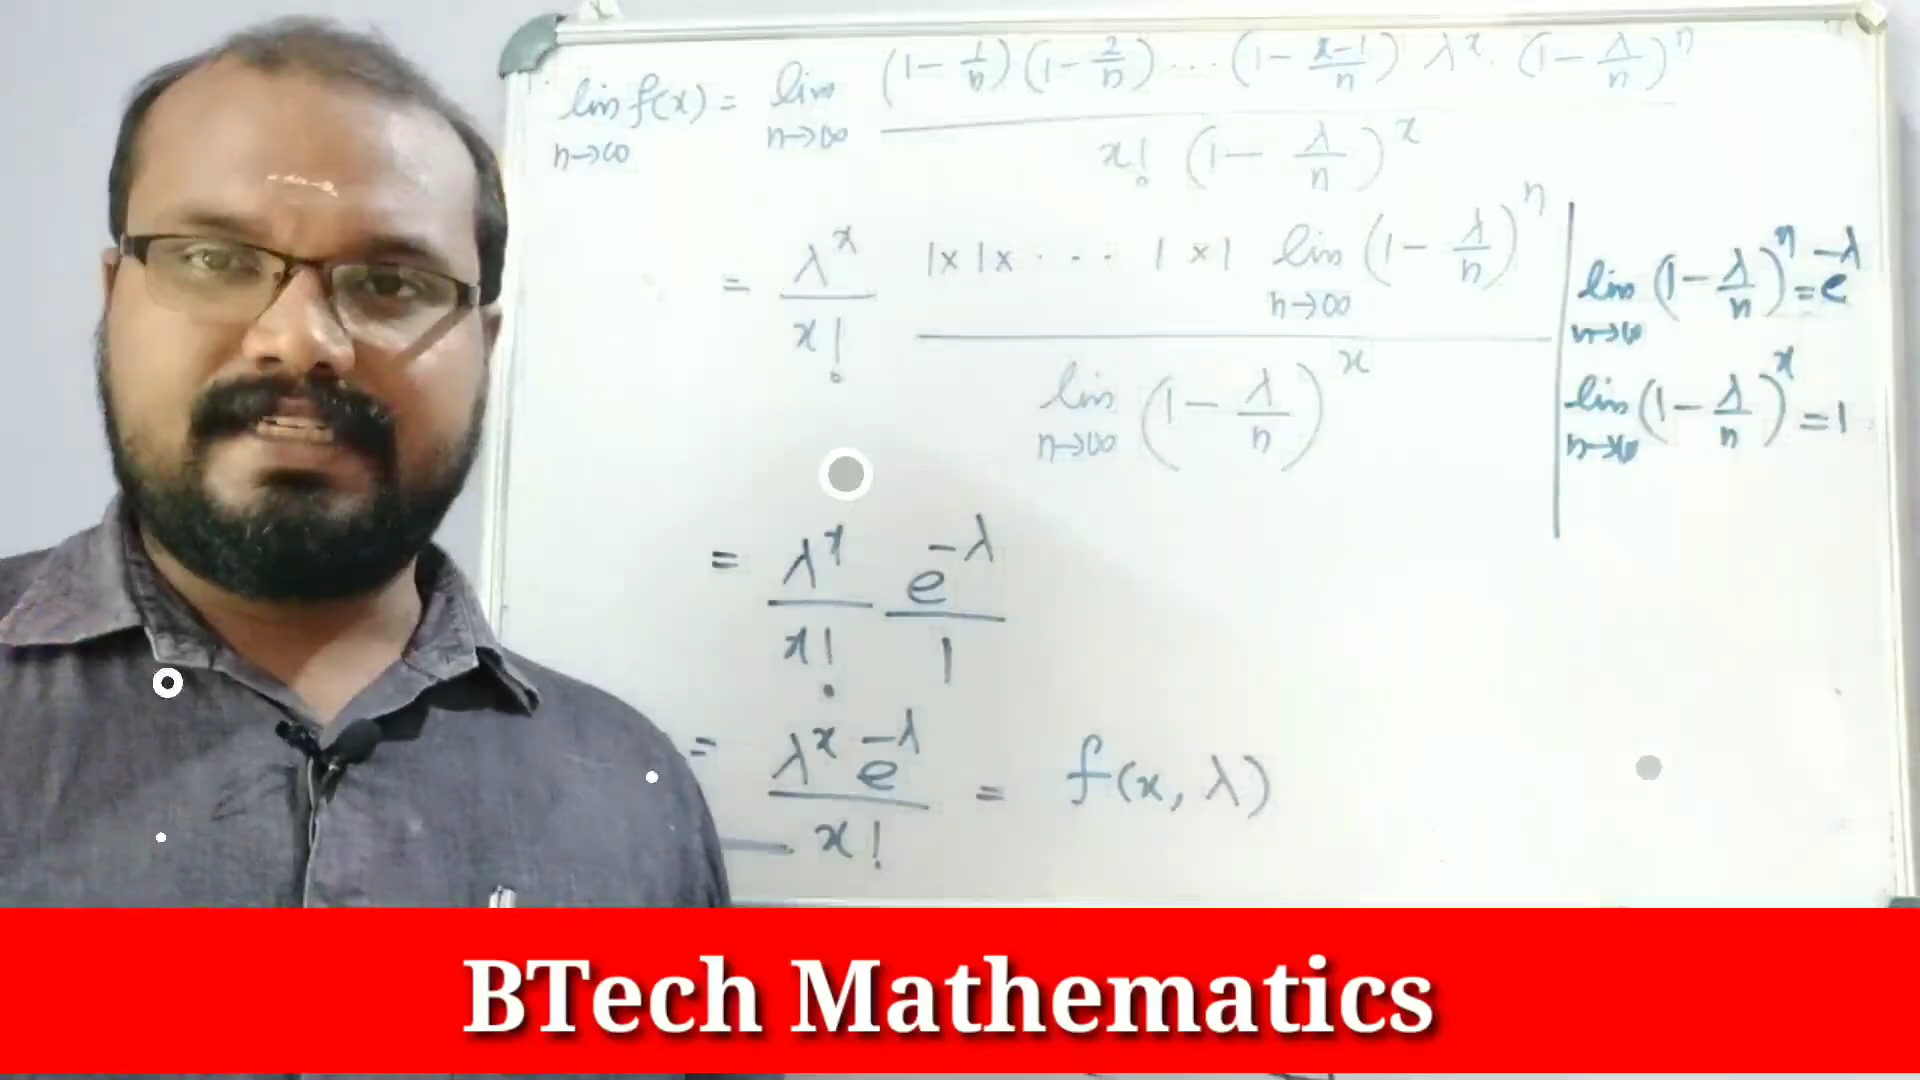 lim n→∞ f(x) = lim n→∞ (1 - 1/n) (1 - 2/n) ... (1 - x-1/n) λ^x . (1 - λ/n)^n / x! (1 - λ/n)^x
= λ^x / x! 1 x 1 x ... 1 x 1 lim n→∞ (1 - λ/n)^n / lim n→∞ (1 - λ/n)^x
lim n→∞ (1 - λ/n)^n = e^-λ
lim n→∞ (1 - λ/n)^x = 1
= λ^x / x! e^-λ / 1
= λ^x e^-λ / x! = f(x, λ)
BTech Mathematics